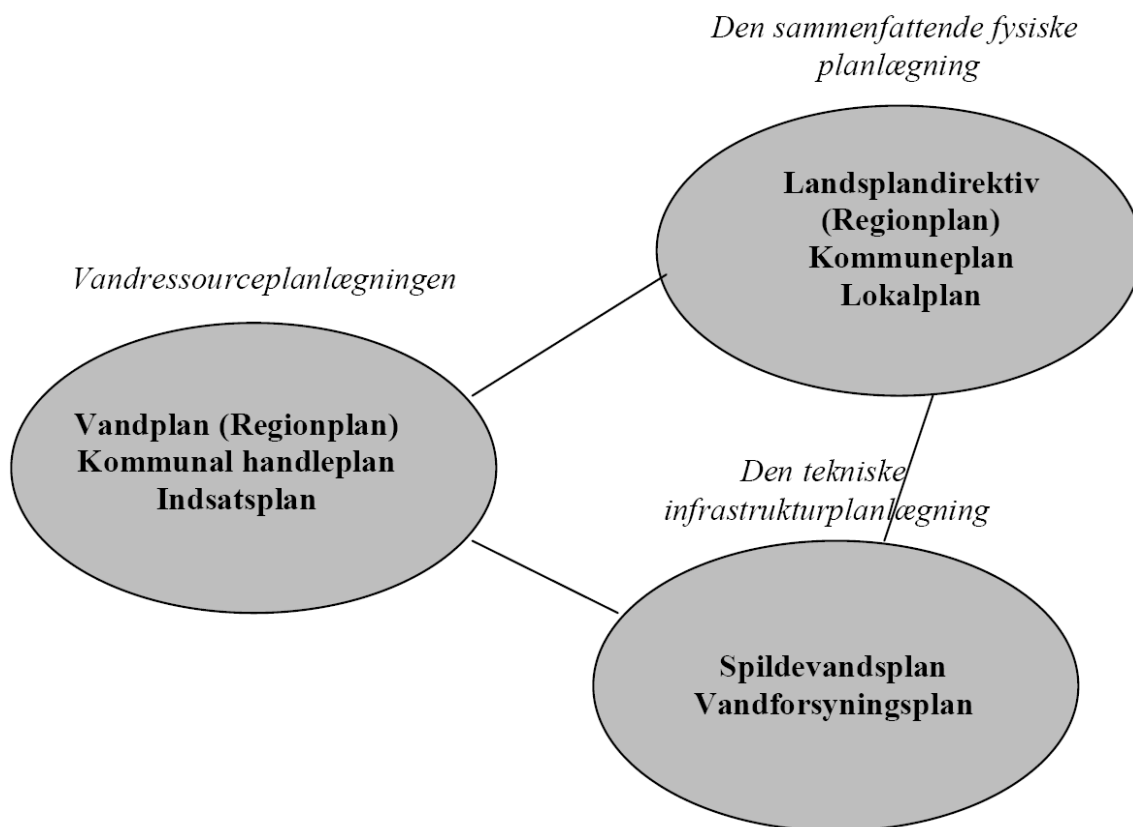 Den sammenfattende fysiske
planlægning
Landsplandirektiv
(Regionplan)
Kommuneplan
Lokalplan
Vandressourceplanlægningen
Vandplan (Regionplan)
Kommunal handleplan
Indsatsplan
Den tekniske
infrastrukturplanlægning
Spildevandsplan
Vandforsyningsplan